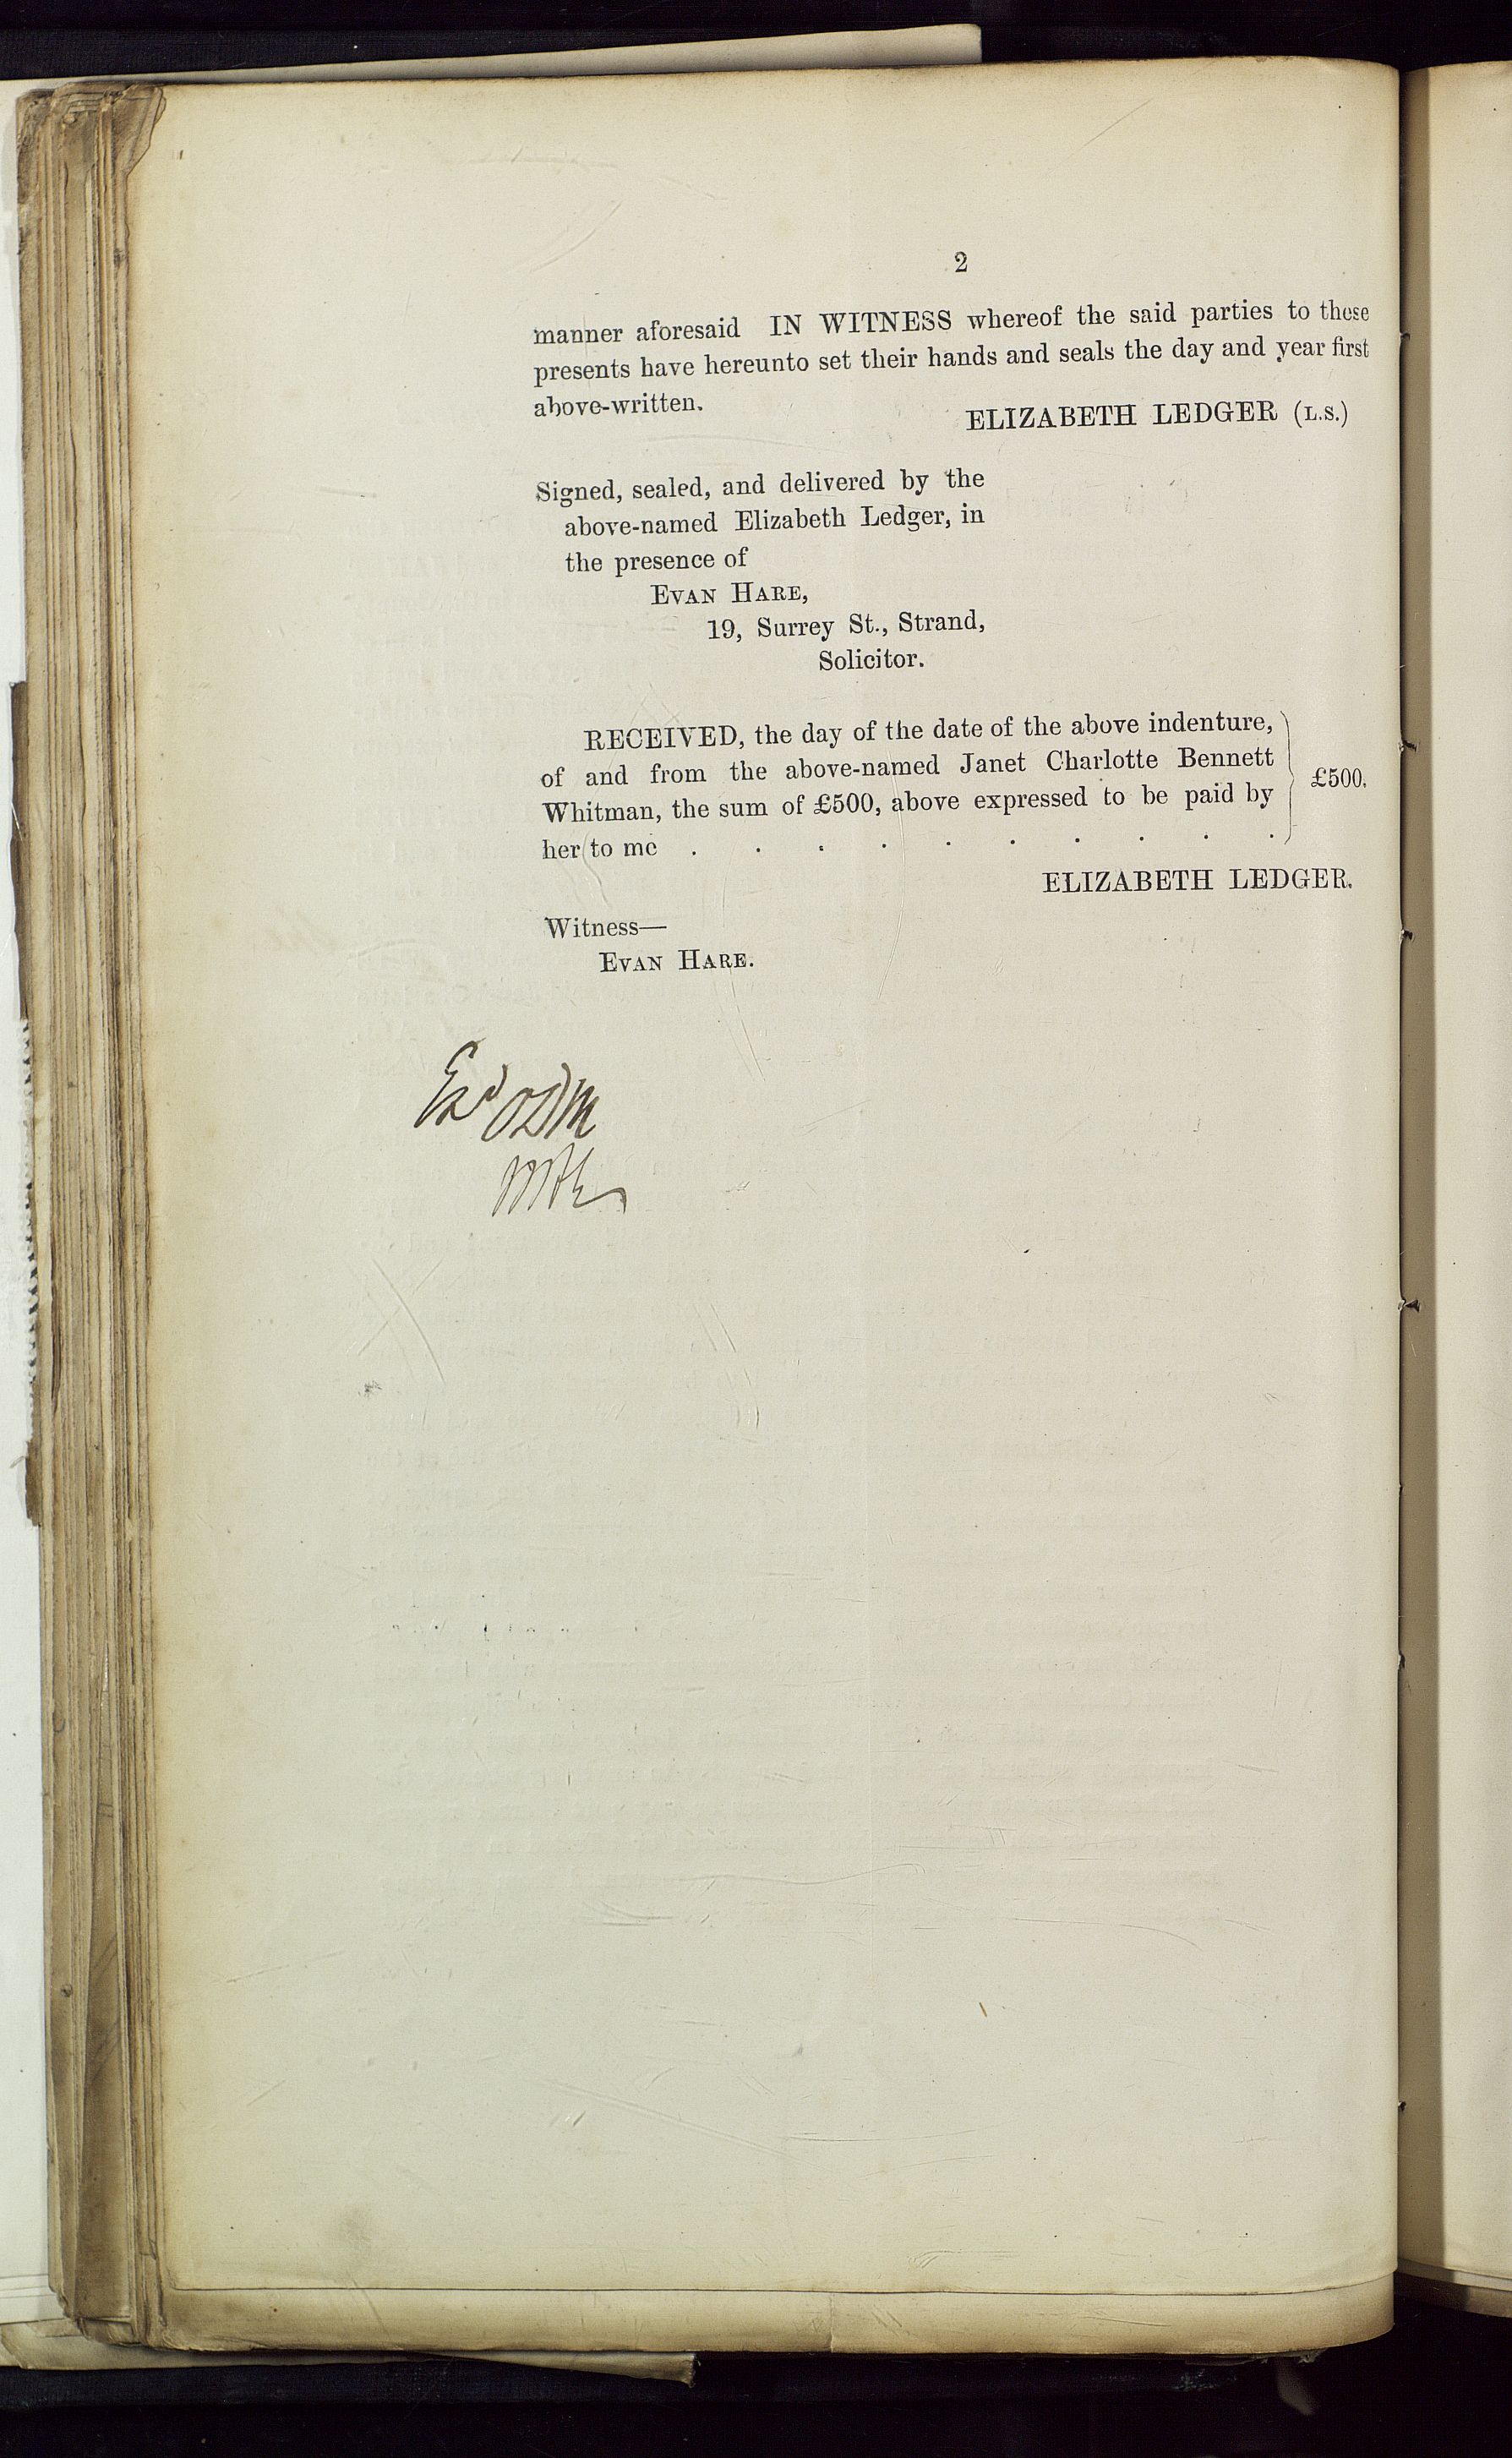 2
manner aforesaid IN WITNESS whereof the said parties to these
presents have hereunto set their hands and seals the day and year first
above-written.
ELIZABETH LEDGER (L.S.)
Signed, sealed, and delivered by the
above-named Elizabeth Ledger, in
the presence of
EVAN HARE,
19, Surrey St., Strand,
Solicitor.
RECEIVED, the day of the date of the above indenture,
of and from the above-named Janet Charlotte Bennett
Whitman, the sum of £500, above expressed to be paid by
her to me . . . . . . . . . .
£500.
ELIZABETH LEDGER.
Witness—
EVAN HARE.
Exd